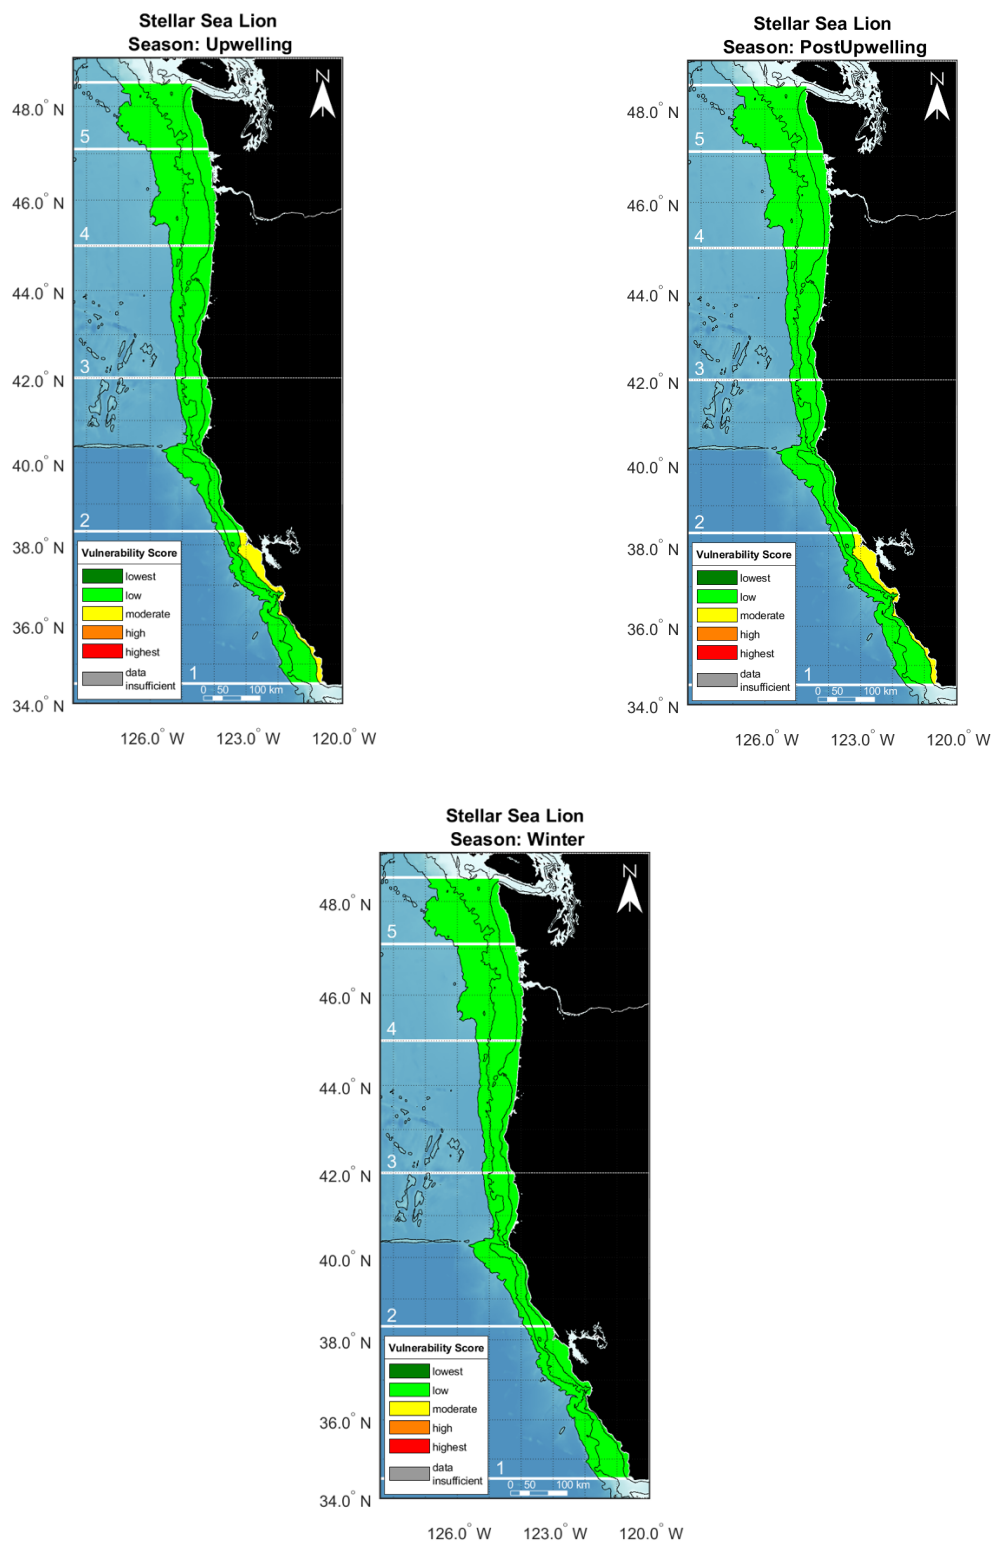 Stellar Sea Lion
Season: Upwelling
N
48.0° N
5
46.0° N
4
44.0° N
3
42.0° N
40.0° N
2
38.0° N
Vulnerability Score
lowest
low
moderate
high
highest
data
insufficient
36.0° N
1
0 50 100 km
34.0° N
126.0° W 123.0° W 120.0° W
Stellar Sea Lion
Season: PostUpwelling
N
48.0° N
5
46.0° N
4
44.0° N
3
42.0° N
40.0° N
2
38.0° N
Vulnerability Score
lowest
low
moderate
high
highest
data
insufficient
36.0° N
1
0 50 100 km
34.0° N
126.0° W 123.0° W 120.0° W
Stellar Sea Lion
Season: Winter
N
48.0° N
5
46.0° N
4
44.0° N
3
42.0° N
40.0° N
2
38.0° N
Vulnerability Score
lowest
low
moderate
high
highest
data
insufficient
36.0° N
1
0 50 100 km
34.0° N
126.0° W 123.0° W 120.0° W